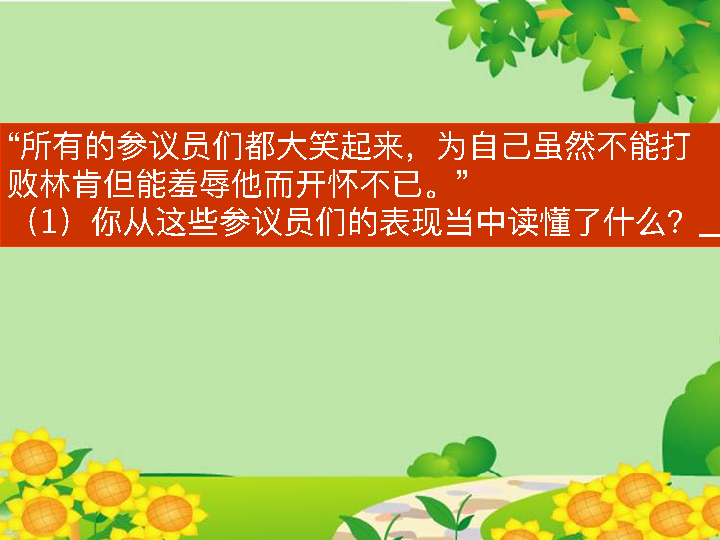 “所有的参议员们都大笑起来，为自己虽然不能打
败林肯但能羞辱他而开怀不已。”
（1）你从这些参议员们的表现当中读懂了什么？_